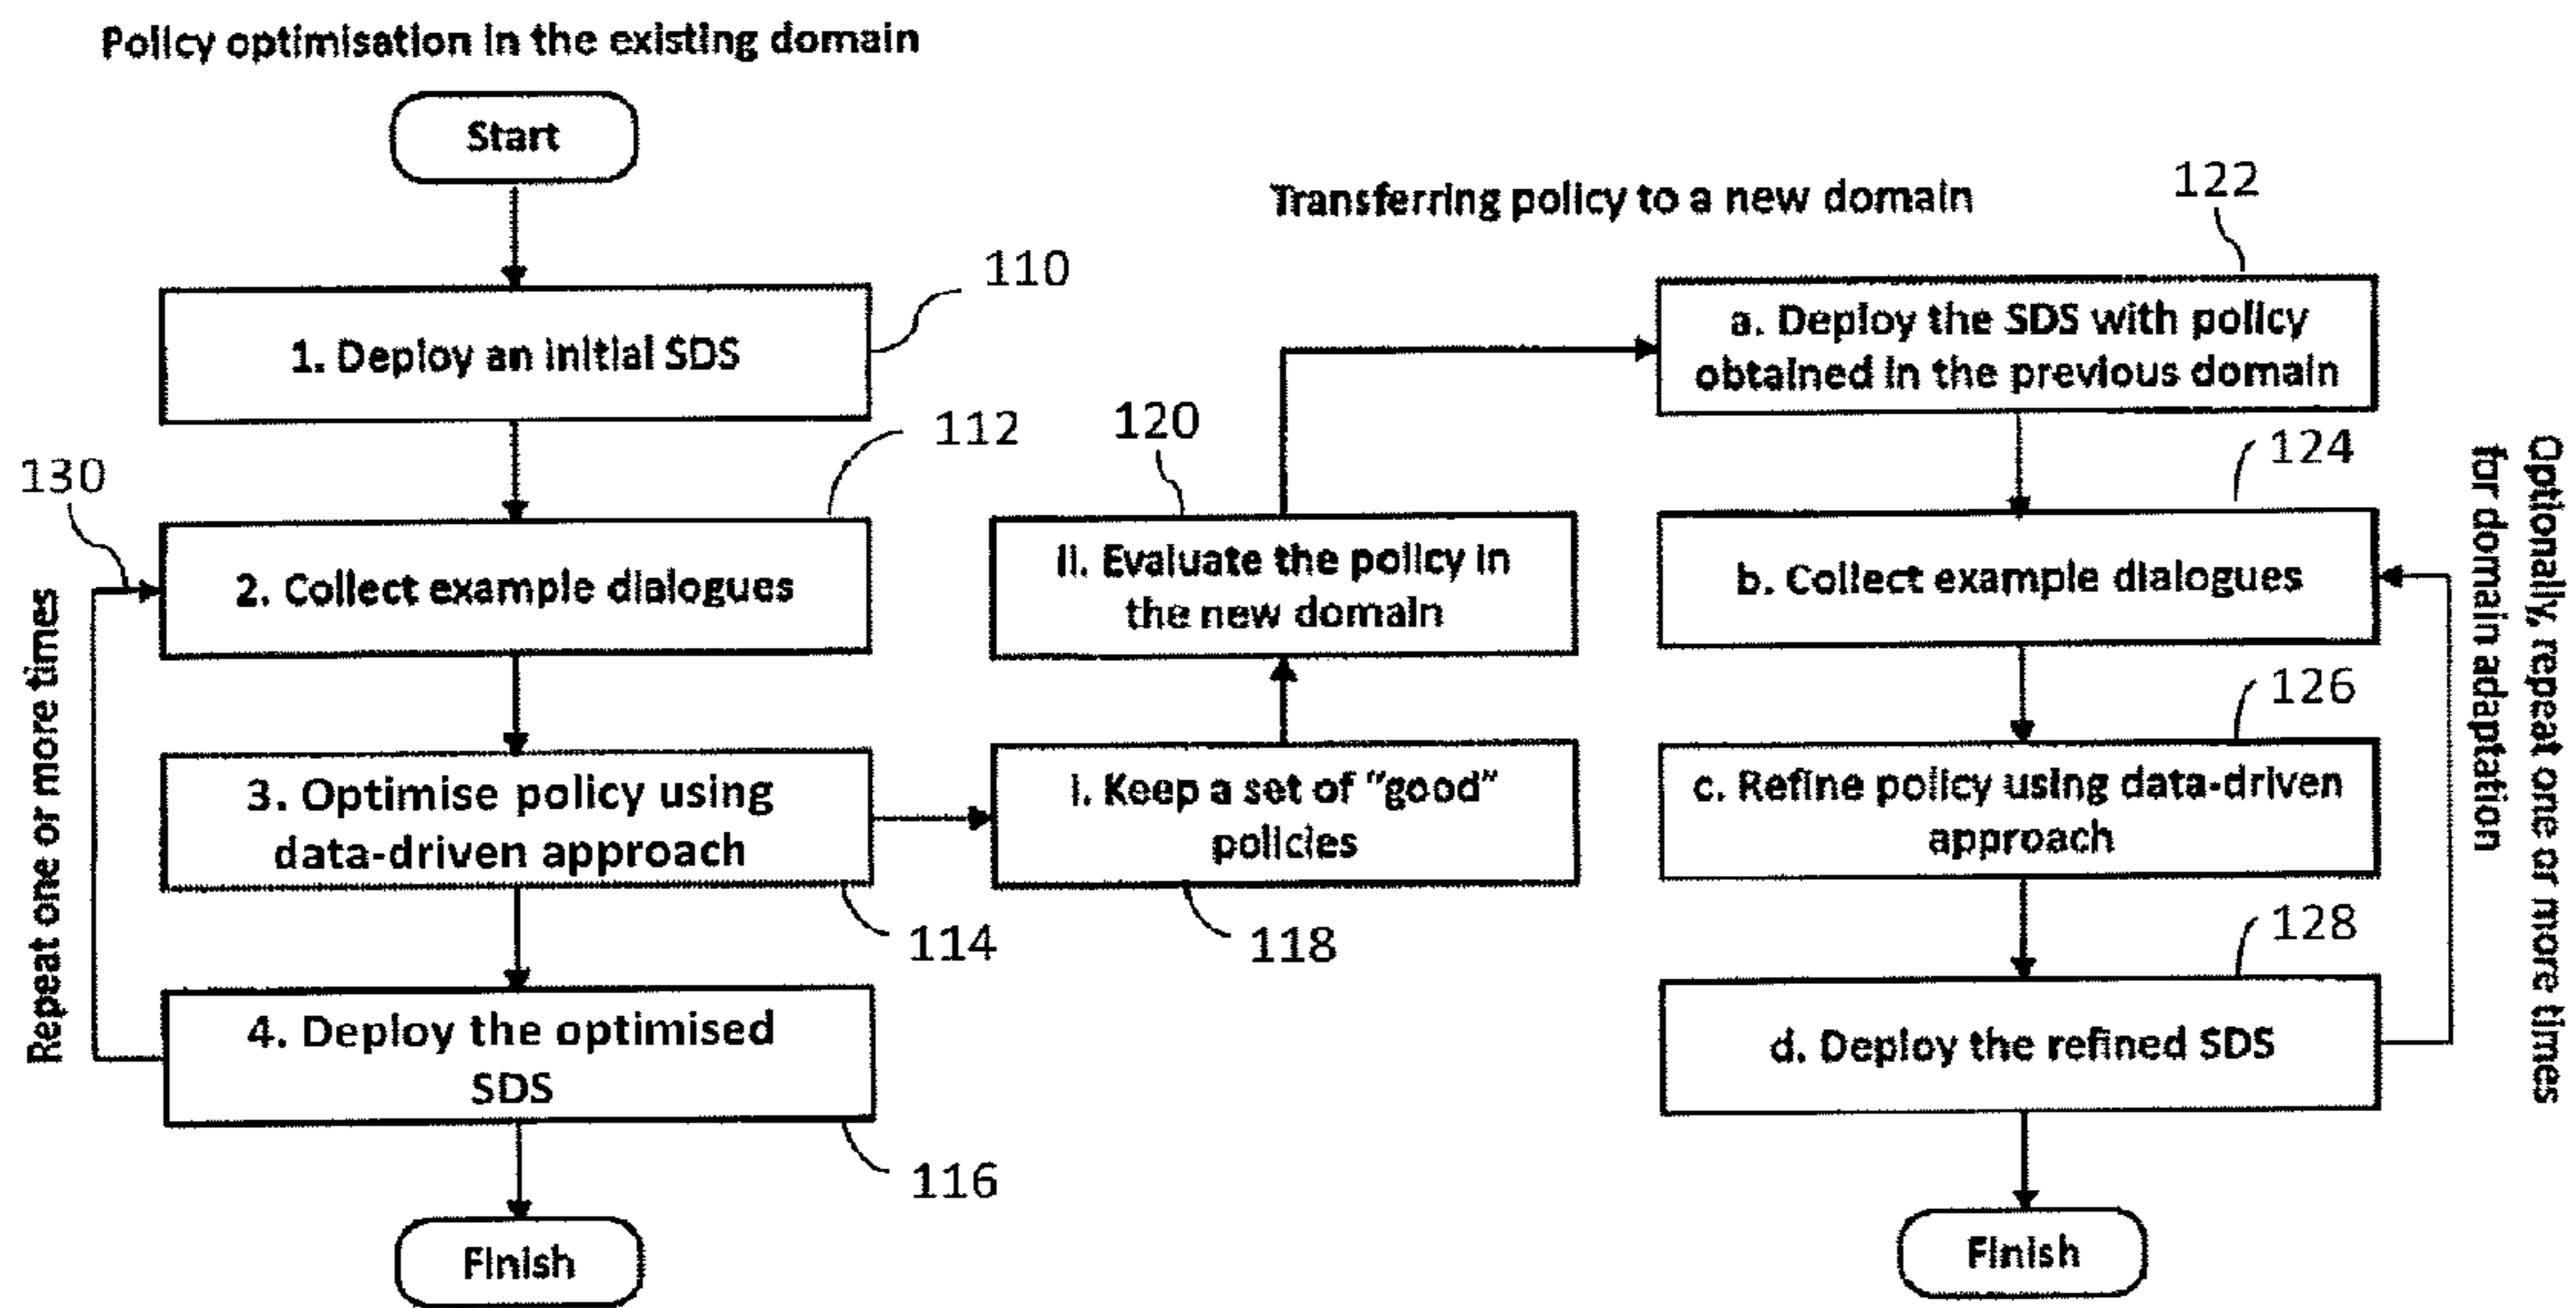 Policy optimisation in the existing domain
Start
110
1. Deploy an initial SDS
112
130
2. Collect example dialogues
Repeat one or more times
3. Optimise policy using
data-driven approach
114
4. Deploy the optimised
SDS
116
Finish
Transferring policy to a new domain
120
ii. Evaluate the policy in
the new domain
i. Keep a set of "good"
policies
118
122
a. Deploy the SDS with policy
obtained in the previous domain
124
b. Collect example dialogues
126
c. Refine policy using data-driven
approach
128
d. Deploy the refined SDS
Optionally, repeat one or more times
for domain adaptation
Finish